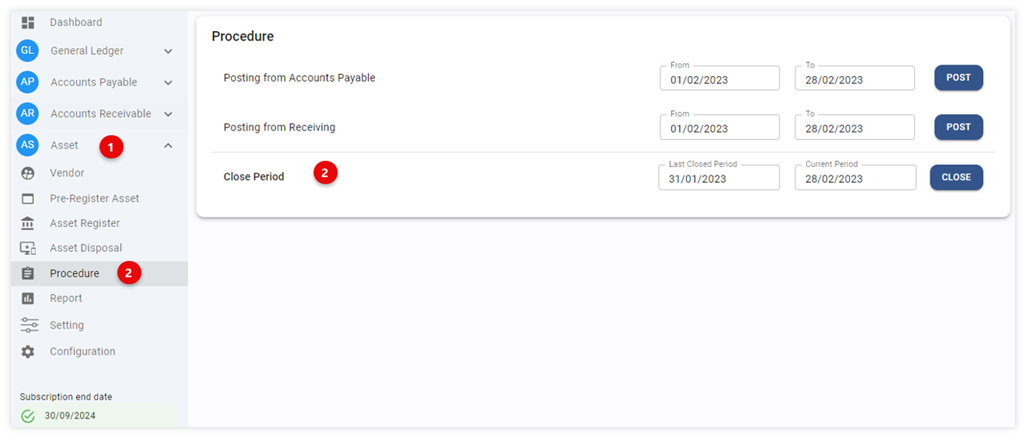 Dashboard
GL General Ledger
AP Accounts Payable
AR Accounts Receivable
AS Asset 1
Vendor
Pre-Register Asset
Asset Register
Asset Disposal
Procedure 2
Report
Setting
Configuration
Subscription end date
30/09/2024
Procedure
From To
Posting from Accounts Payable 01/02/2023 28/02/2023 POST
From To
Posting from Receiving 01/02/2023 28/02/2023 POST
Last Closed Period Current Period
Close Period 2 31/01/2023 28/02/2023 CLOSE